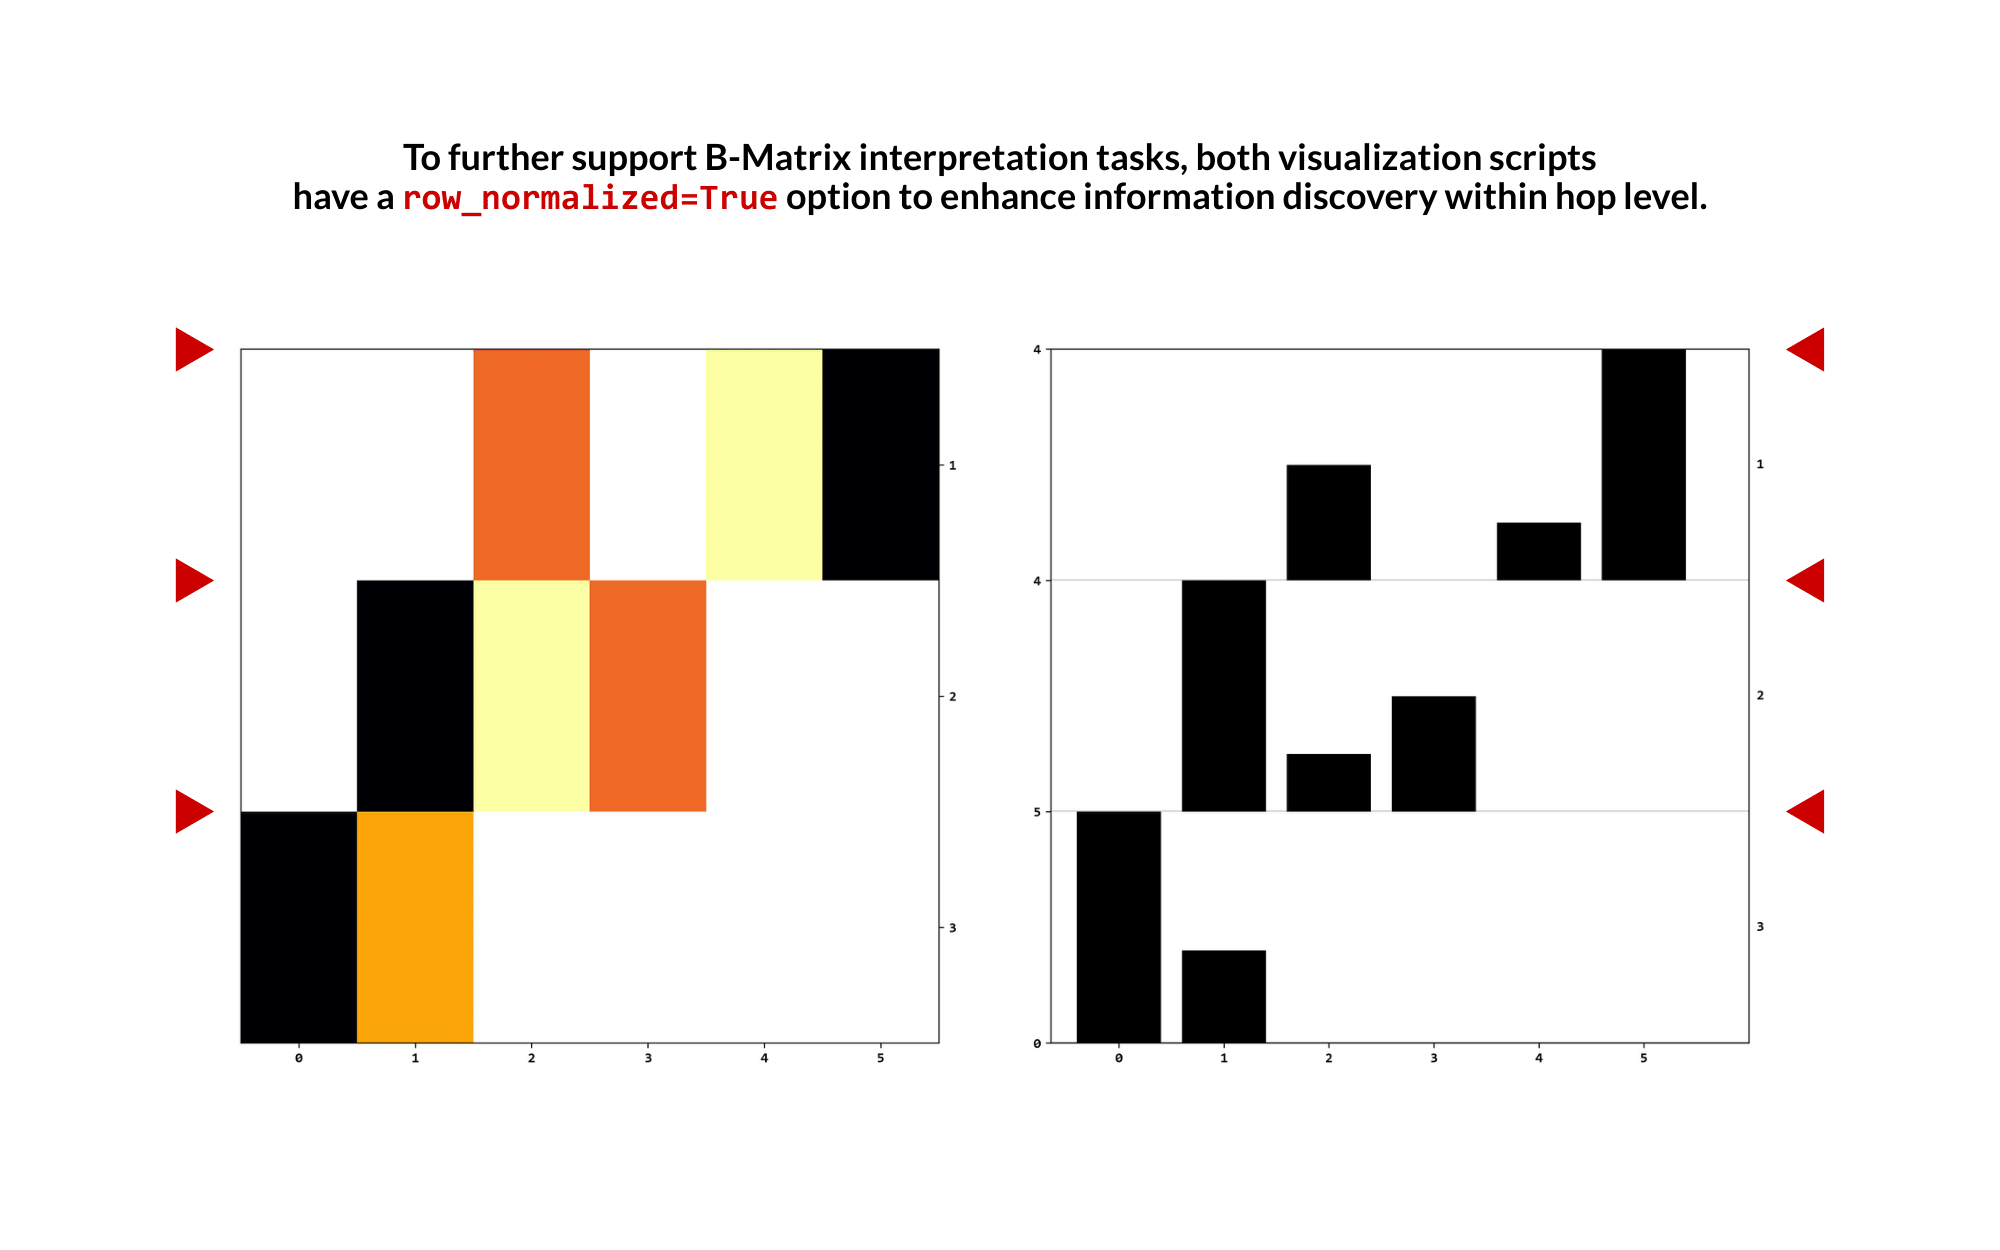 To further support B-Matrix interpretation tasks, both visualization scripts
have a row_normalized=True option to enhance information discovery within hop level.
1
2
3
0 1 2 3 4 5
4
4
5
0
1
2
3
0 1 2 3 4 5